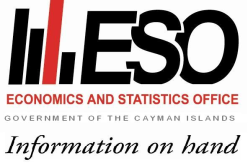 ESO
ECONOMICS AND STATISTICS OFFICE
GOVERNMENT OF THE CAYMAN ISLANDS
Information on hand